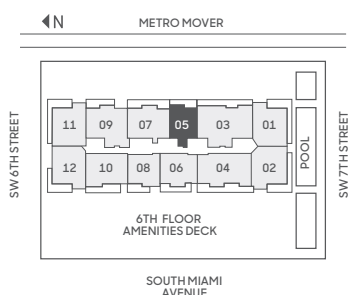 N
METRO MOVER
SW 6TH STREET
11 09 07 05 03 01
12 10 08 06 04 02
POOL
SW 7TH STREET
6TH FLOOR
AMENITIES DECK
SOUTH MIAMI
AVENUE